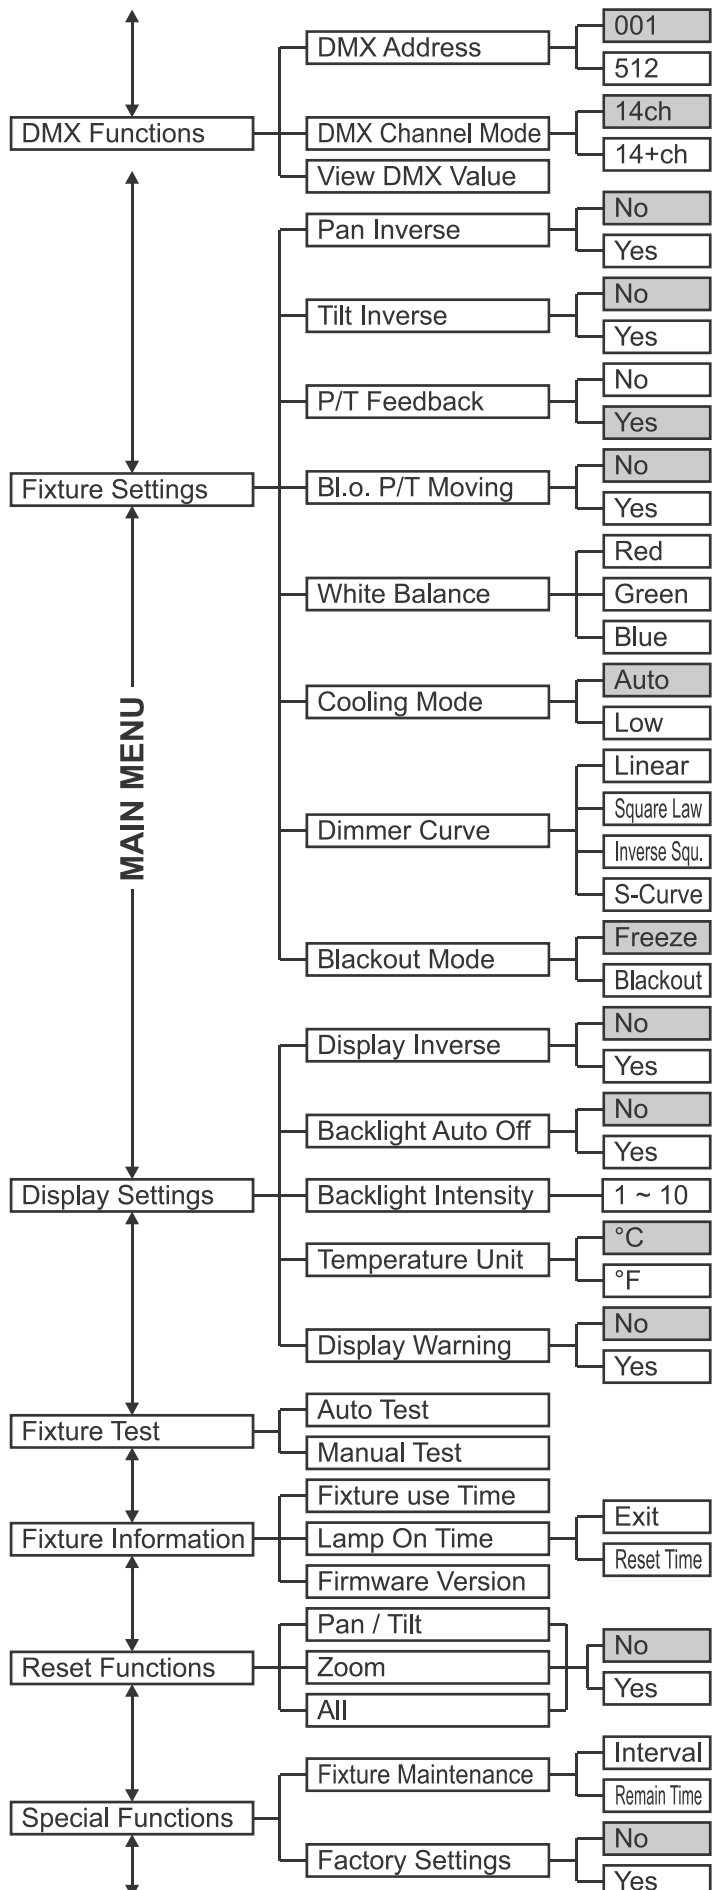 DMX Functions
DMX Address
001
512
DMX Channel Mode
14ch
14+ch
View DMX Value
MAIN MENU
Fixture Settings
Pan Inverse
No
Yes
Tilt Inverse
No
Yes
P/T Feedback
No
Yes
Bl.o. P/T Moving
No
Yes
White Balance
Red
Green
Blue
Cooling Mode
Auto
Low
Dimmer Curve
Linear
Square Law
Inverse Squ.
S-Curve
Blackout Mode
Freeze
Blackout
Display Settings
Display Inverse
No
Yes
Backlight Auto Off
No
Yes
Backlight Intensity
1 ~ 10
Temperature Unit
°C
°F
Display Warning
No
Yes
Fixture Test
Auto Test
Manual Test
Fixture Information
Fixture use Time
Lamp On Time
Exit
Reset Time
Firmware Version
Reset Functions
Pan / Tilt
Zoom
All
No
Yes
Special Functions
Fixture Maintenance
Interval
Remain Time
Factory Settings
No
Yes